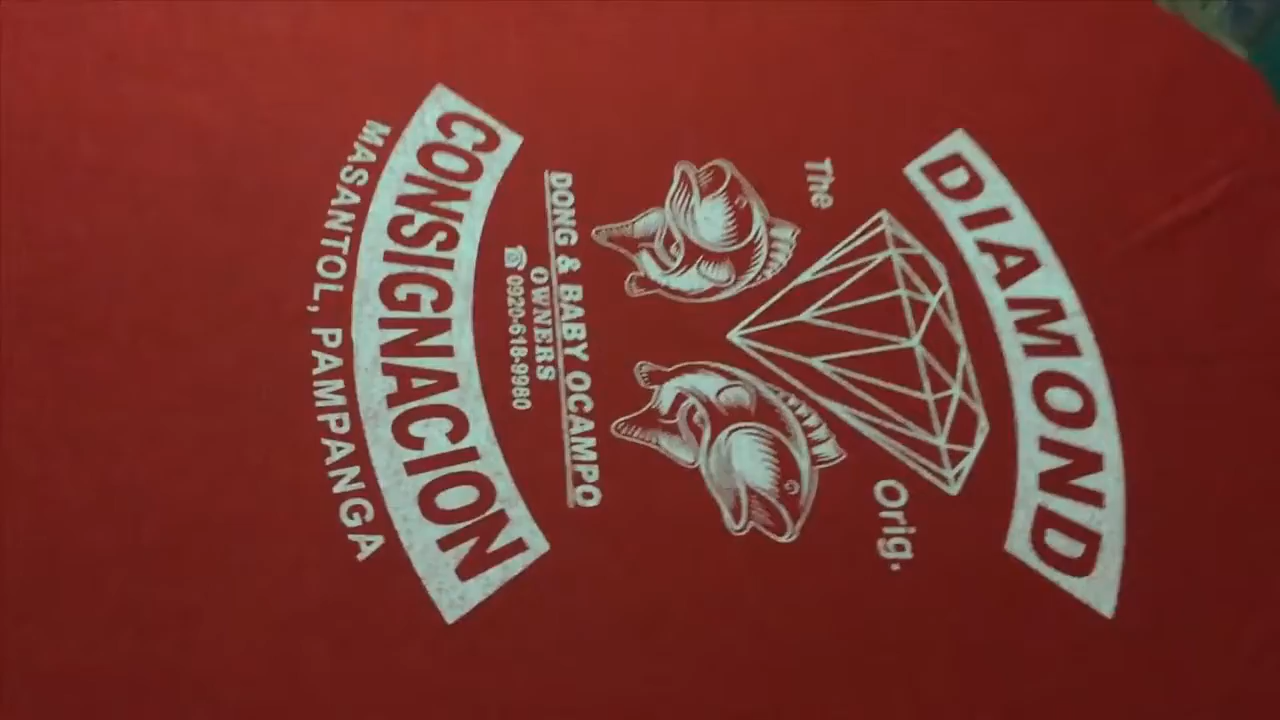 DIAMOND
The Orig.
DONG & BABY OCAMPO
OWNERS
☎ 0920-618-9980
CONSIGNACION
MASANTOL, PAMPANGA